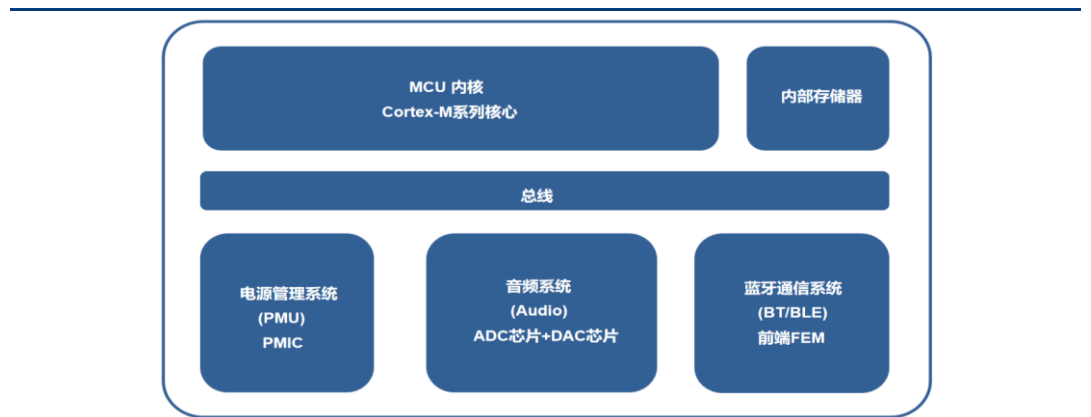 MCU 内核
Cortex-M系列核心
内部存储器
总线
电源管理系统
(PMU)
PMIC
音频系统
(Audio)
ADC芯片+DAC芯片
蓝牙通信系统
(BT/BLE)
前端FEM